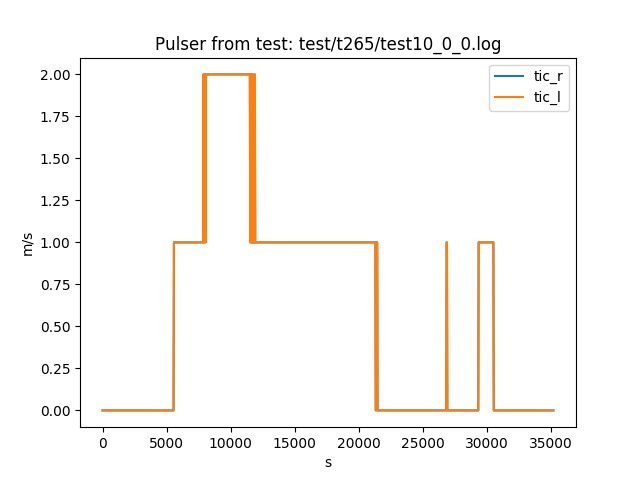 Pulser from test: test/t265/test10_0_0.log
2.00
1.75
1.50
1.25
1.00
0.75
0.50
0.25
0.00
m/s
tic_r
tic_l
0 5000 10000 15000 20000 25000 30000 35000
s